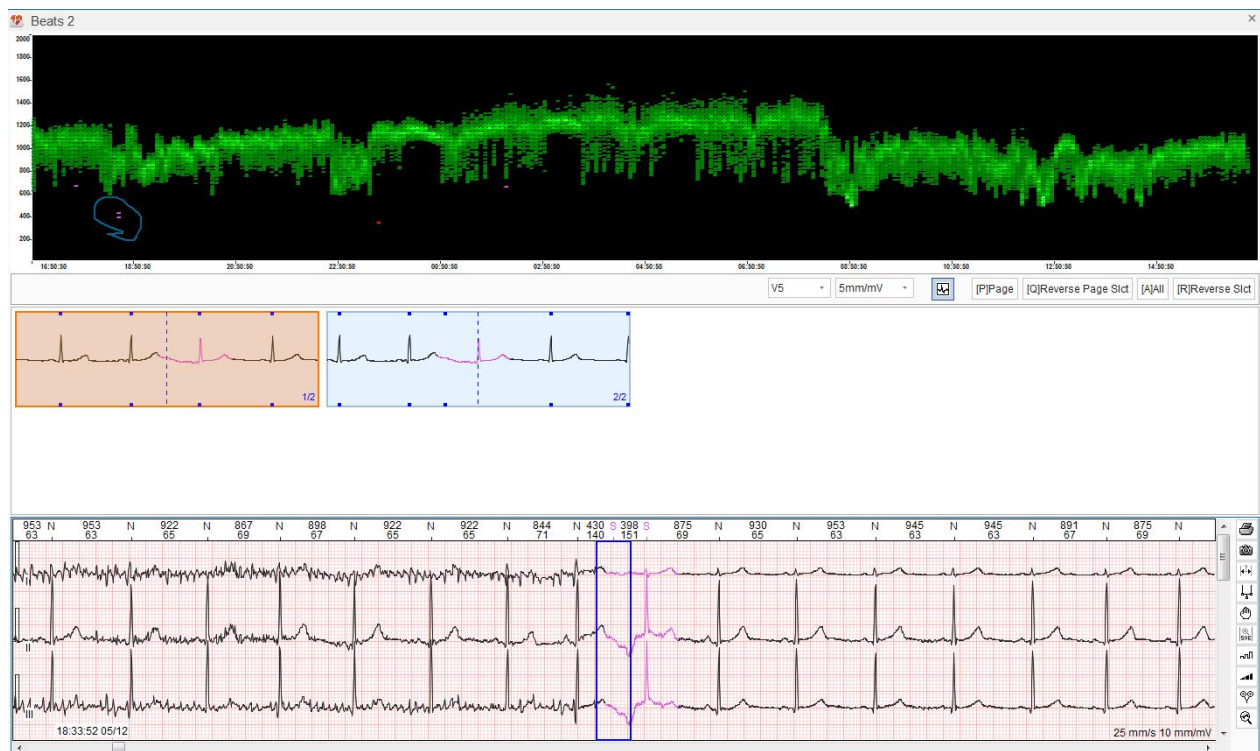 Beats 2
2000
1800
1600
1400
1200
1000
800
600
400
200
16:50:50 18:50:50 20:50:50 22:50:50 00:50:50 02:50:50 04:50:50 06:50:50 08:50:50 10:50:50 12:50:50 14:50:50
V5 5mm/mV [P]Page [Q]Reverse Page Slct [A]All [R]Reverse Slct
1/2 2/2
953 N 953 N 922 N 867 N 898 N 922 N 922 N 844 N 430 S 398 S 875 N 930 N 953 N 945 N 945 N 891 N 875 N
63 63 65 69 67 65 65 71 140 151 69 65 63 63 63 67 69
I
II
III
18:33:52 05/12 25 mm/s 10 mm/mV